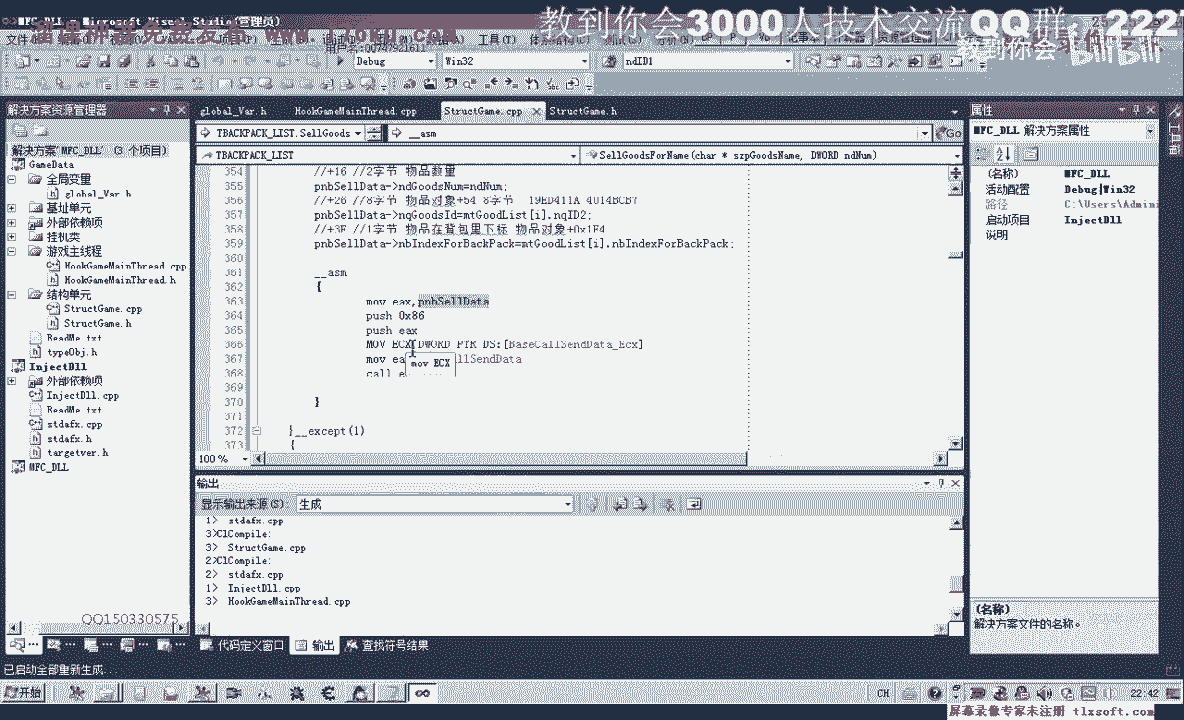 MFC_DLL - Microsoft Visual Studio(管理员)
教到你会3000人技术交流QQ群：222
教到你会
bilibili
工具(T)
Debug
Win32
ndID1
解决方案资源管理器
global_Var.h
HookGameMainThread.cpp
StructGame.cpp
StructGame.h
属性
TBACKPACK_LIST.SellGoods
__asm
Go
MFC_DLL 解决方案属性
TBACKPACK_LIST
SellGoodsForName(char * szpGoodsName, DWORD ndNum)
解决方案"MFC_DLL" (3 个项目)
GameData
全局变量
global_Var.h
基址单元
外部依赖项
挂机类
游戏主线程
HookGameMainThread.cpp
HookGameMainThread.h
结构单元
StructGame.cpp
StructGame.h
ReadMe.txt
typeObj.h
InjectDll
外部依赖项
InjectDll.cpp
ReadMe.txt
stdafx.cpp
stdafx.h
targetver.h
MFC_DLL
354 //+16 //2字节 物品数量
355 pnbSellData->ndGoodsNum=ndNum;
356 //+26 //8字节 物品对象+54 8字节 19ED411A 4014BCB7
357 pnbSellData->nqGoodsId=mtGoodList[i].nqID2;
358 //+3E //1字节 物品在背包里下标 物品对象+0x1F4
359 pnbSellData->nbIndexForBackPack=mtGoodList[i].nbIndexForBackPack;
360
361 __asm
362 {
363 mov eax,pnbSellData
364 push 0x86
365 push eax
366 MOV ECX,DWORD PTR DS:[BaseCallSendData_Ecx]
367 mov ea llSendData
mov ECX
368 call e
369
370 }
371
372 }__except(1)
373 {
100 %
(名称) MFC_DLL
活动配置 Debug|Win32
路径 C:\Users\Admini
启动项目 InjectDll
说明
输出
显示输出来源(S): 生成
1> stdafx.cpp
3>ClCompile:
3> StructGame.cpp
2>ClCompile:
2> stdafx.cpp
1> InjectDll.cpp
3> HookGameMainThread.cpp
(名称)
解决方案文件的名称。
QQ150330575
代码定义窗口
输出
查找符号结果
已启动全部重新生成...
开始
CH
22:42
屏幕录像专家未注册 tlxsoft.com